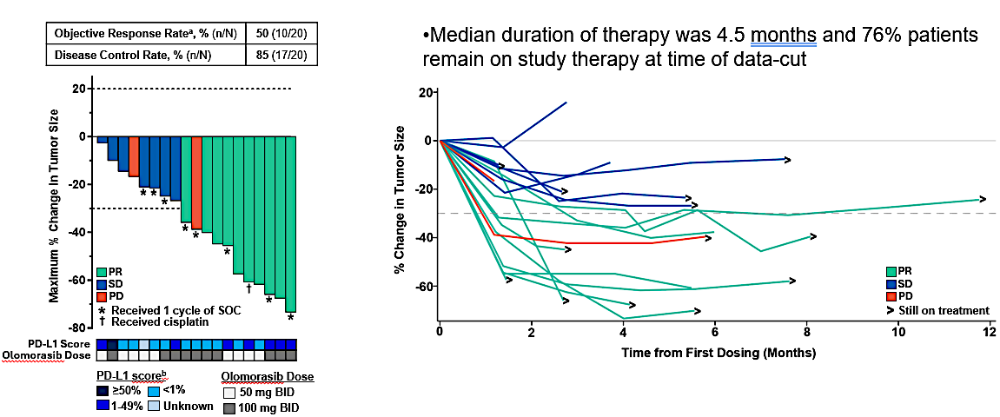 Objective Response Rateᵃ, % (n/N) 50 (10/20)
Disease Control Rate, % (n/N) 85 (17/20)
Maximum % Change in Tumor Size
20
0
-20
-40
-60
-80
* * * * * * † * *
PR
SD
PD
* Received 1 cycle of SOC
† Received cisplatin
PD-L1 Score
Olomorasib Dose
PD-L1 scoreᵇ
≥50% <1%
1-49% Unknown
Olomorasib Dose
50 mg BID
100 mg BID
•Median duration of therapy was 4.5 months and 76% patients
remain on study therapy at time of data-cut
% Change in Tumor Size
20
0
-20
-40
-60
PR
SD
PD
> Still on treatment
0 2 4 6 8 10 12
Time from First Dosing (Months)